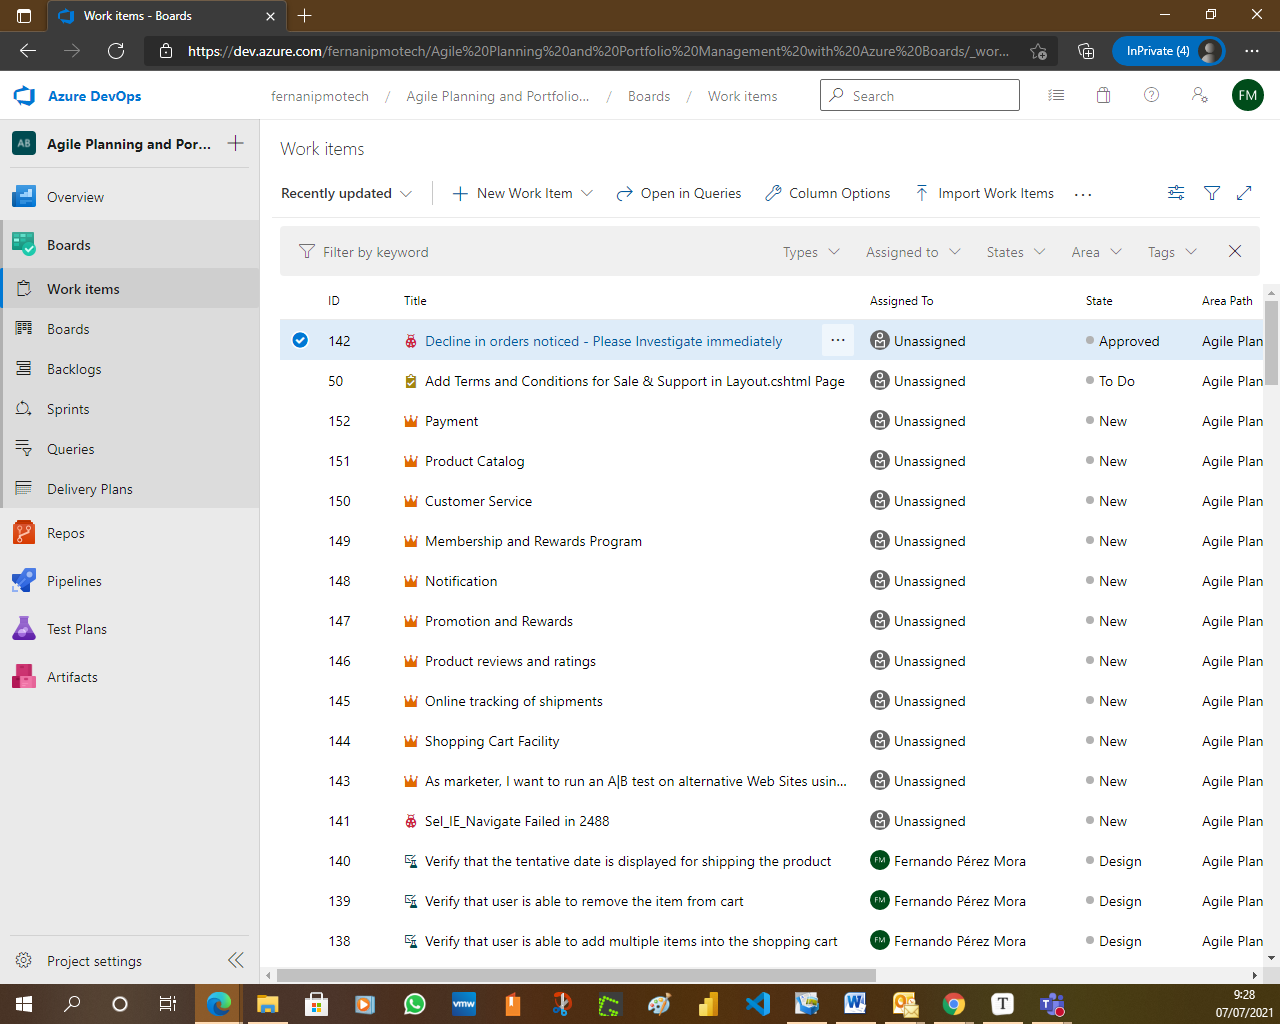 Work items - Boards
https://dev.azure.com/fernanipmotech/Agile%20Planning%20and%20Portfolio%20Management%20with%20Azure%20Boards/_wor...
InPrivate (4)
Azure DevOps
fernanipmotech / Agile Planning and Portfolio... / Boards / Work items
Search
FM
AB Agile Planning and Por...
Overview
Boards
Work items
Boards
Backlogs
Sprints
Queries
Delivery Plans
Repos
Pipelines
Test Plans
Artifacts
Project settings
Work items
Recently updated New Work Item Open in Queries Column Options Import Work Items
Filter by keyword Types Assigned to States Area Tags
ID Title Assigned To State Area Path
142 Decline in orders noticed - Please Investigate immediately ... Unassigned Approved Agile Plan
50 Add Terms and Conditions for Sale & Support in Layout.cshtml Page Unassigned To Do Agile Plan
152 Payment Unassigned New Agile Plan
151 Product Catalog Unassigned New Agile Plan
150 Customer Service Unassigned New Agile Plan
149 Membership and Rewards Program Unassigned New Agile Plan
148 Notification Unassigned New Agile Plan
147 Promotion and Rewards Unassigned New Agile Plan
146 Product reviews and ratings Unassigned New Agile Plan
145 Online tracking of shipments Unassigned New Agile Plan
144 Shopping Cart Facility Unassigned New Agile Plan
143 As marketer, I want to run an A|B test on alternative Web Sites usin... Unassigned New Agile Plan
141 Sel_IE_Navigate Failed in 2488 Unassigned New Agile Plan
140 Verify that the tentative date is displayed for shipping the product FM Fernando Pérez Mora Design Agile Plan
139 Verify that user is able to remove the item from cart FM Fernando Pérez Mora Design Agile Plan
138 Verify that user is able to add multiple items into the shopping cart FM Fernando Pérez Mora Design Agile Plan
vmw
9:28
07/07/2021